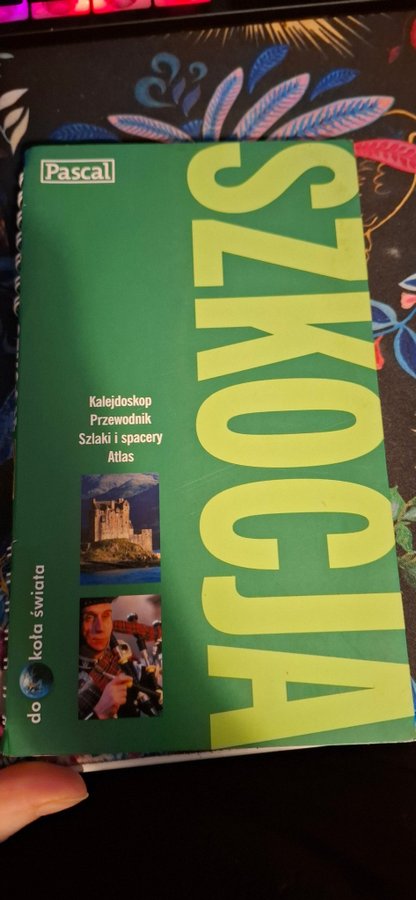 Pascal
SZKOCJA
Kalejdoskop
Przewodnik
Szlaki i spacery
Atlas
do koła świata